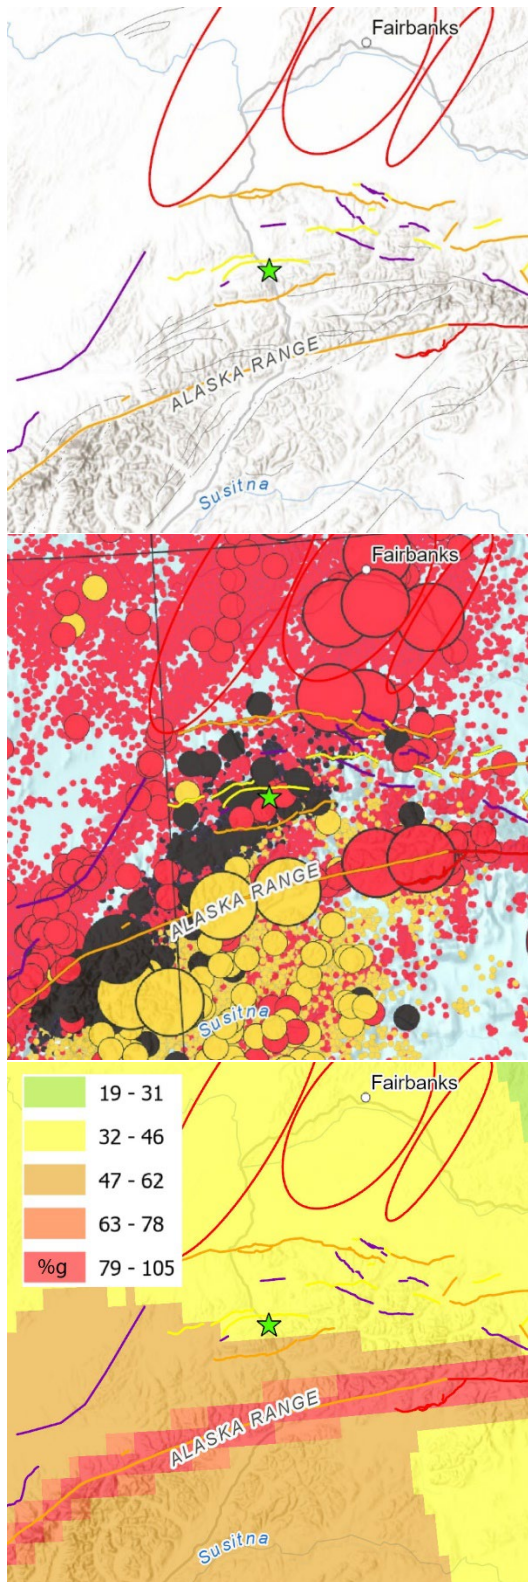 Fairbanks
ALASKA RANGE
Susitna
Fairbanks
ALASKA RANGE
Susitna
19 - 31
32 - 46
47 - 62
63 - 78
%g 79 - 105
Fairbanks
ALASKA RANGE
Susitna